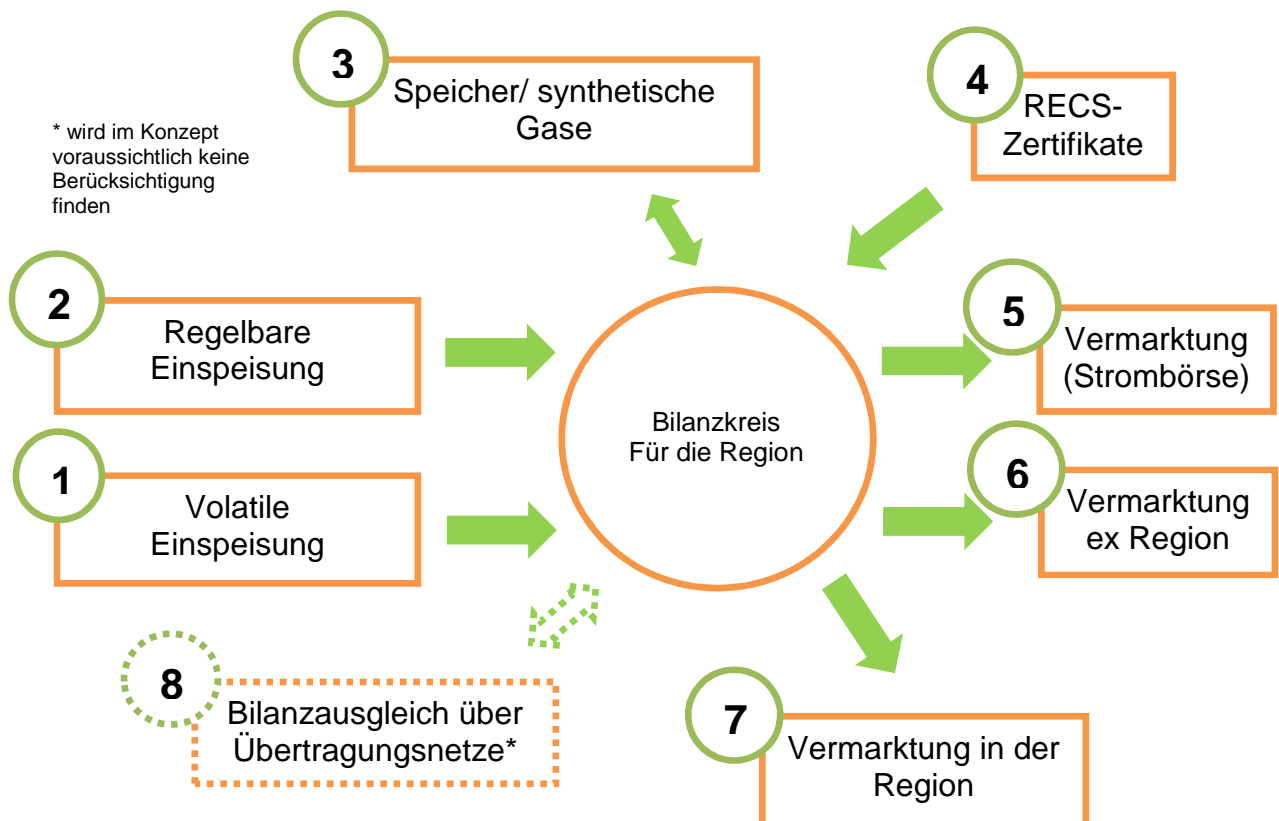 3
Speicher/ synthetische
Gase
4
RECS-
Zertifikate
* wird im Konzept
voraussichtlich keine
Berücksichtigung
finden
2
Regelbare
Einspeisung
5
Vermarktung
(Strombörse)
Bilanzkreis
Für die Region
1
Volatile
Einspeisung
6
Vermarktung
ex Region
8
Bilanzausgleich über
Übertragungsnetze*
7
Vermarktung in der
Region